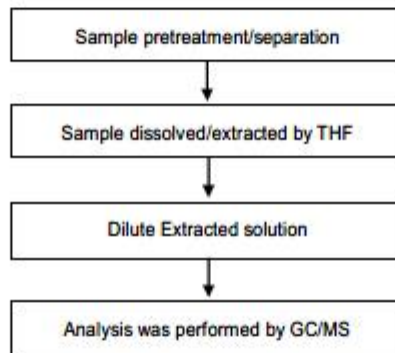 Sample pretreatment/separation
Sample dissolved/extracted by THF
Dilute Extracted solution
Analysis was performed by GC/MS